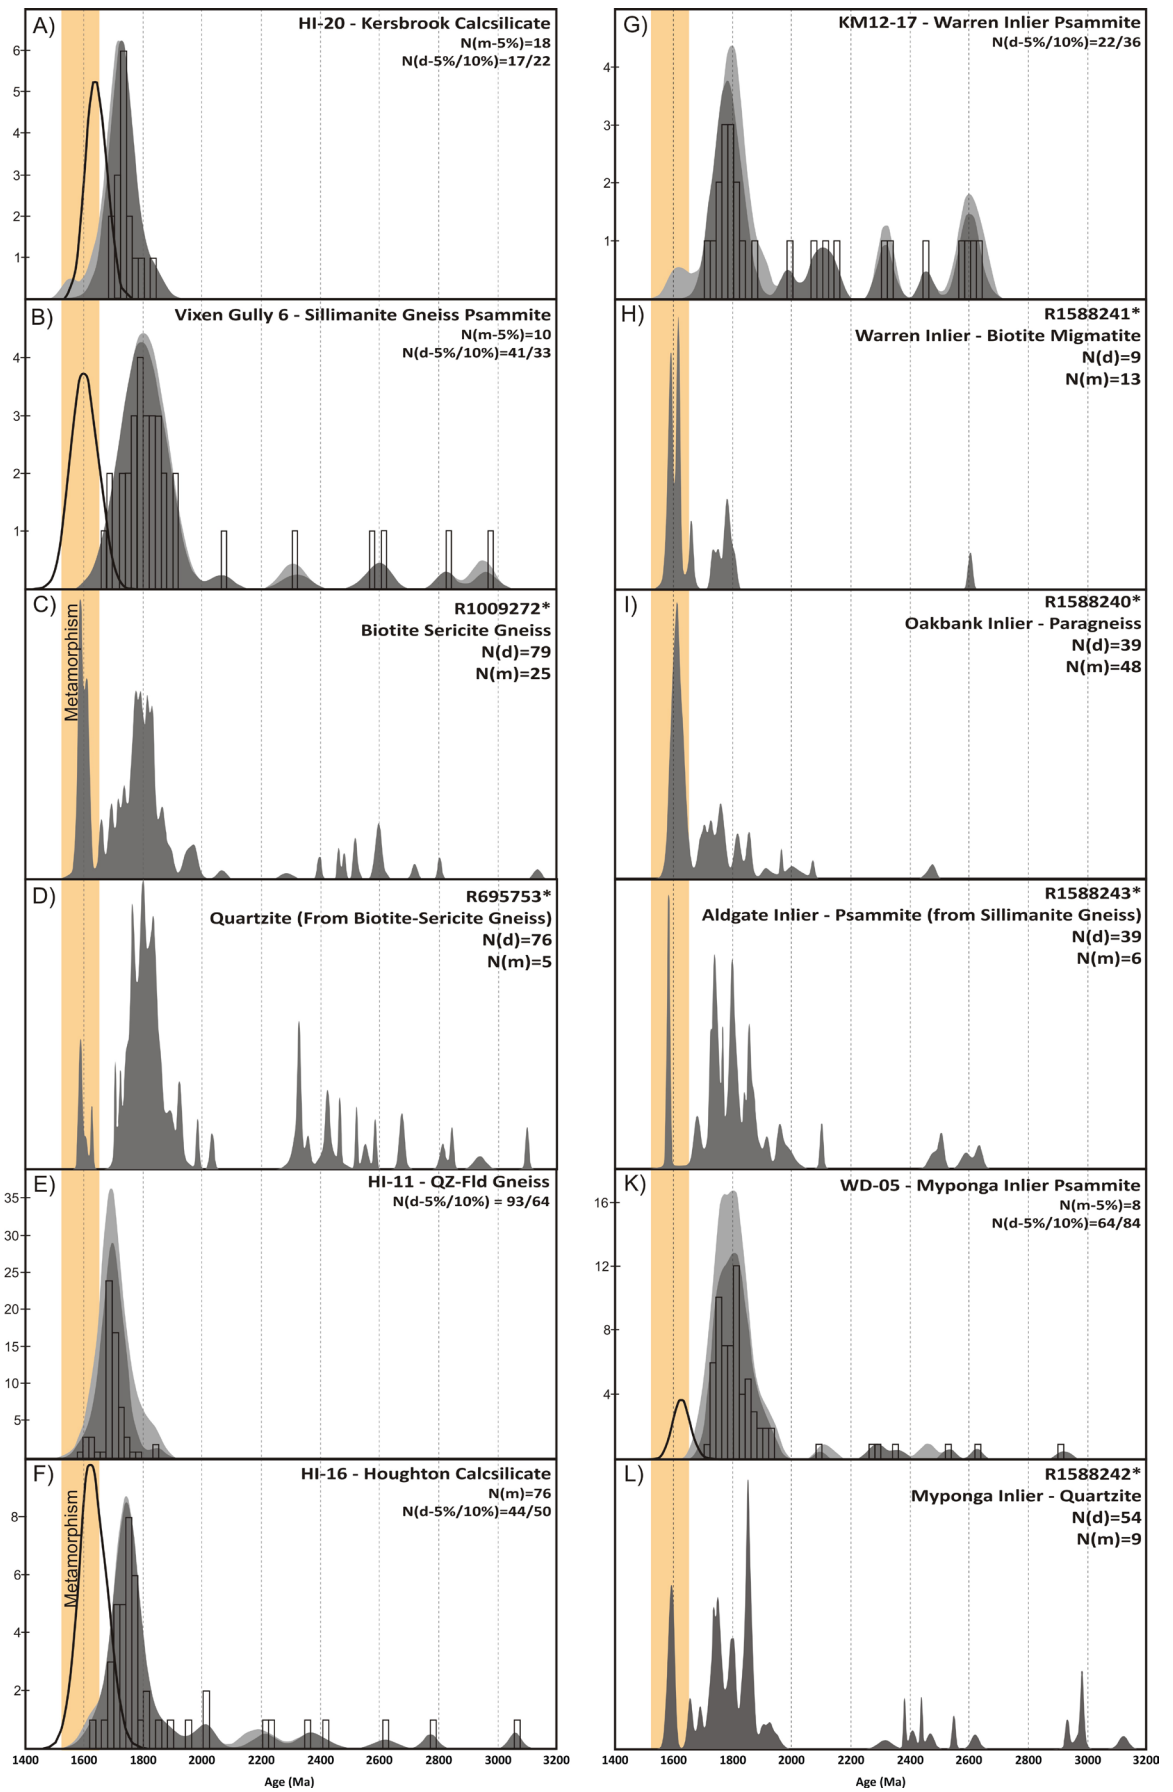 A)
HI-20 - Kersbrook Calcsilicate
N(m-5%)=18
N(d-5%/10%)=17/22
6
5
4
3
2
1
B)
Vixen Gully 6 - Sillimanite Gneiss Psammite
N(m-5%)=10
N(d-5%/10%)=41/33
4
3
2
1
C)
Metamorphism
R1009272*
Biotite Sericite Gneiss
N(d)=79
N(m)=25
D)
R695753*
Quartzite (From Biotite-Sericite Gneiss)
N(d)=76
N(m)=5
E)
HI-11 - QZ-Fld Gneiss
N(d-5%/10%) = 93/64
35
30
25
20
15
10
5
F)
Metamorphism
HI-16 - Houghton Calcsilicate
N(m)=76
N(d-5%/10%)=44/50
8
6
4
2
1400 1600 1800 2000 2200 2400 2600 2800 3000 3200
Age (Ma)
G)
KM12-17 - Warren Inlier Psammite
N(d-5%/10%)=22/36
4
3
2
1
H)
R1588241*
Warren Inlier - Biotite Migmatite
N(d)=9
N(m)=13
I)
R1588240*
Oakbank Inlier - Paragneiss
N(d)=39
N(m)=48
J)
R1588243*
Aldgate Inlier - Psammite (from Sillimanite Gneiss)
N(d)=39
N(m)=6
K)
WD-05 - Myponga Inlier Psammite
N(m-5%)=8
N(d-5%/10%)=64/84
16
12
8
4
L)
R1588242*
Myponga Inlier - Quartzite
N(d)=54
N(m)=9
1400 1600 1800 2000 2200 2400 2600 2800 3000 3200
Age (Ma)